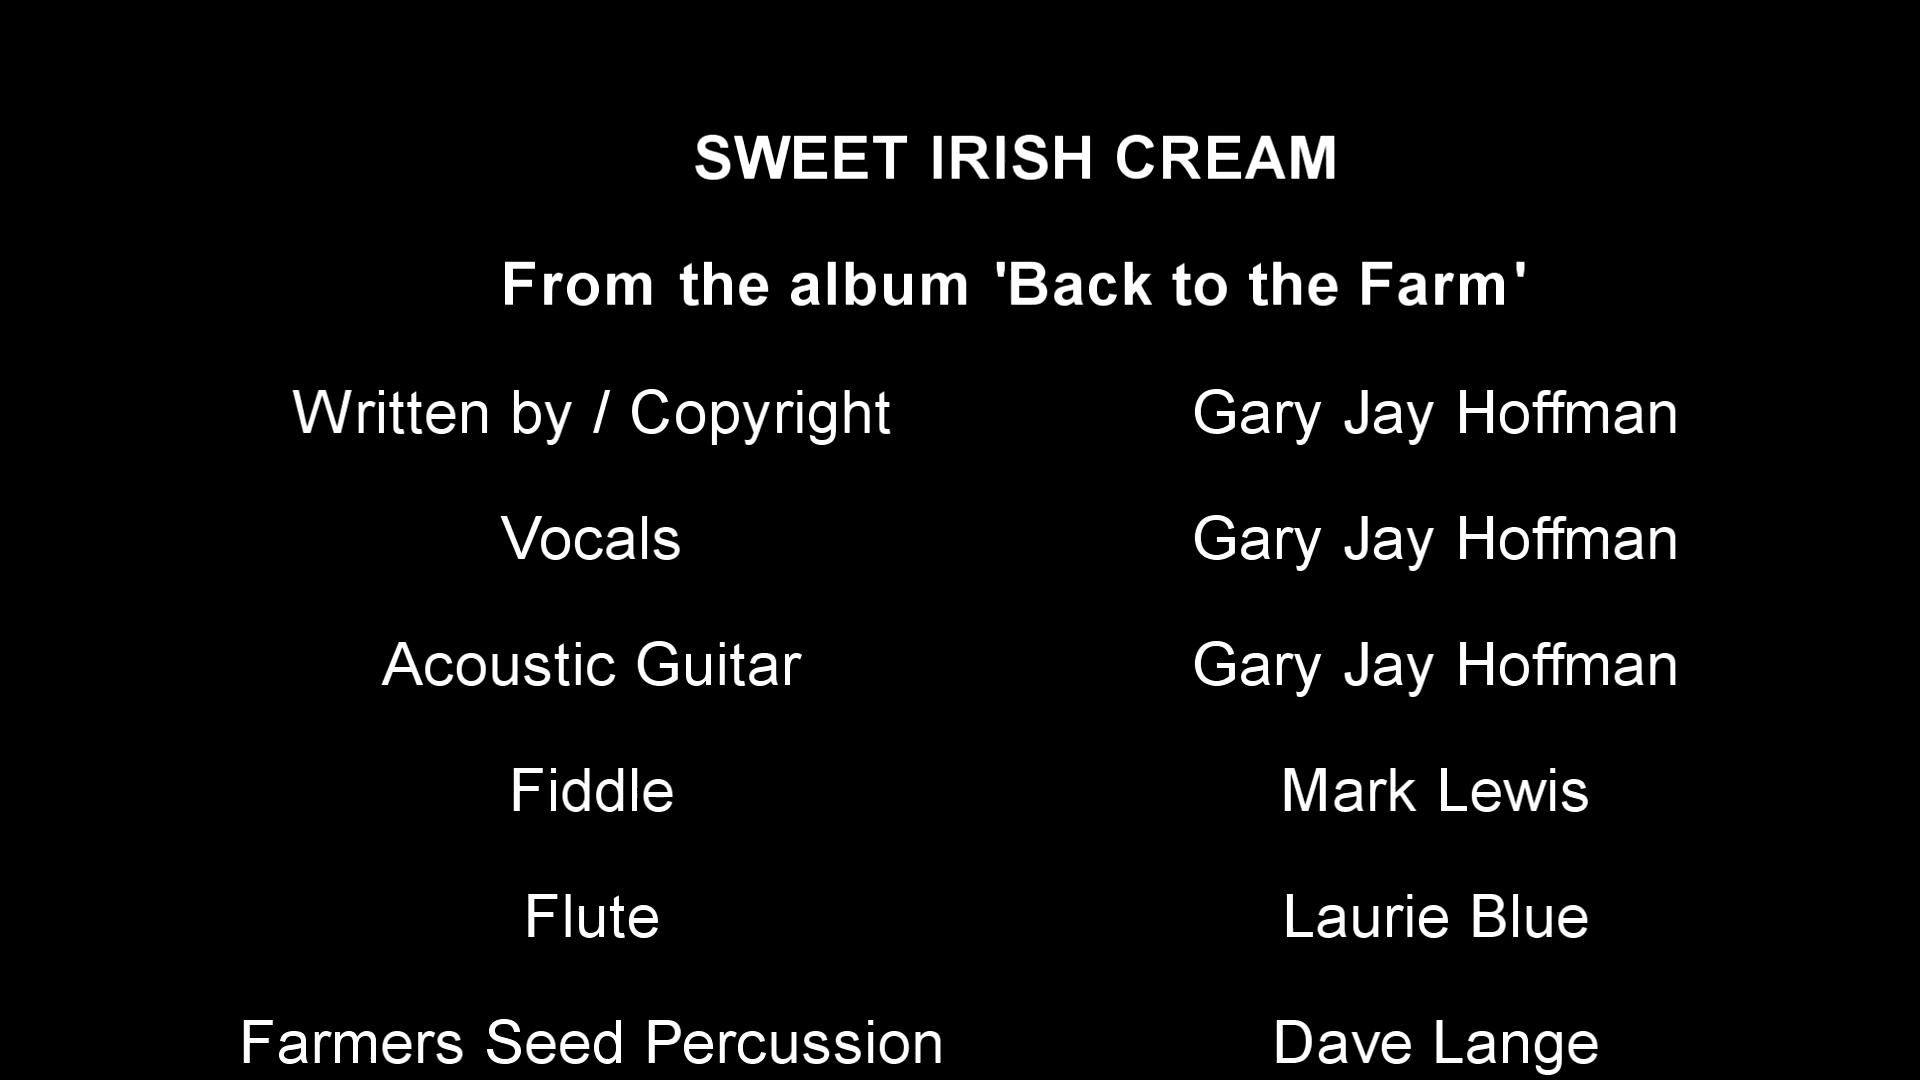 SWEET IRISH CREAM
From the album 'Back to the Farm'
Written by / Copyright Gary Jay Hoffman
Vocals Gary Jay Hoffman
Acoustic Guitar Gary Jay Hoffman
Fiddle Mark Lewis
Flute Laurie Blue
Farmers Seed Percussion Dave Lange